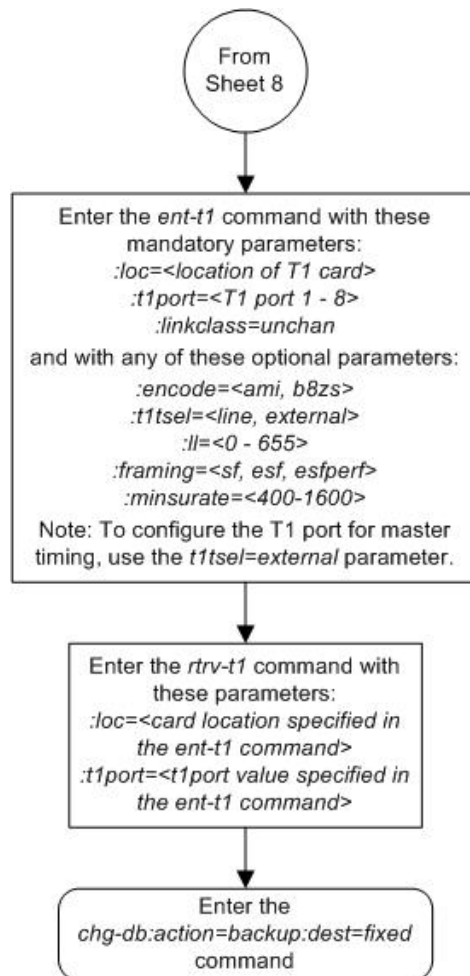 From
Sheet 8
Enter the ent-t1 command with these
mandatory parameters:
:loc=<location of T1 card>
:t1port=<T1 port 1 - 8>
:linkclass=unchan
and with any of these optional parameters:
:encode=<ami, b8zs>
:t1tsel=<line, external>
:ll=<0 - 655>
:framing=<sf, esf, esfperf>
:minsurate=<400-1600>
Note: To configure the T1 port for master
timing, use the t1tsel=external parameter.
Enter the rtrv-t1 command with
these parameters:
:loc=<card location specified in
the ent-t1 command>
:t1port=<t1port value specified in
the ent-t1 command>
Enter the
chg-db:action=backup:dest=fixed
command